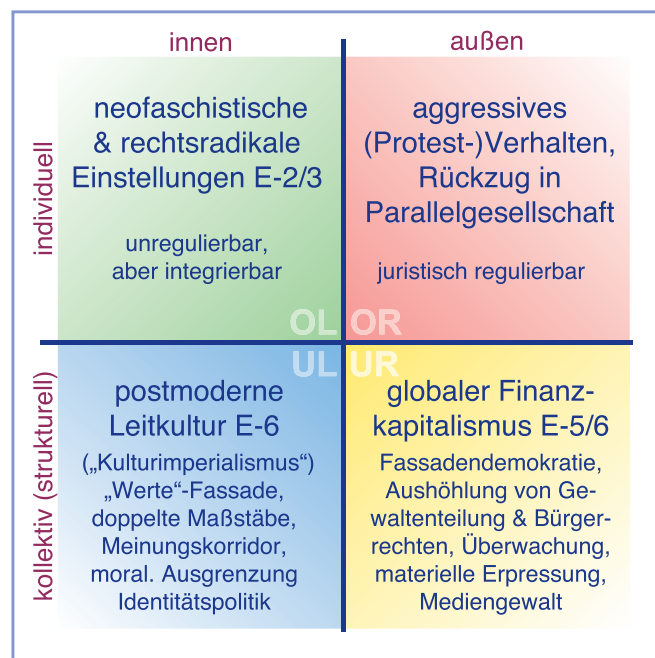 innen
außen
individuell
neofaschistische
& rechtsradikale
Einstellungen E-2/3
unregulierbar,
aber integrierbar
aggressives
(Protest-)Verhalten,
Rückzug in
Parallelgesellschaft
juristisch regulierbar
OL OR
UL UR
kollektiv (strukturell)
postmoderne
Leitkultur E-6
(„Kulturimperialismus“)
„Werte“-Fassade,
doppelte Maßstäbe,
Meinungskorridor,
moral. Ausgrenzung
Identitätspolitik
globaler Finanz-
kapitalismus E-5/6
Fassadendemokratie,
Aushöhlung von Ge-
waltenteilung & Bürger-
rechten, Überwachung,
materielle Erpressung,
Mediengewalt